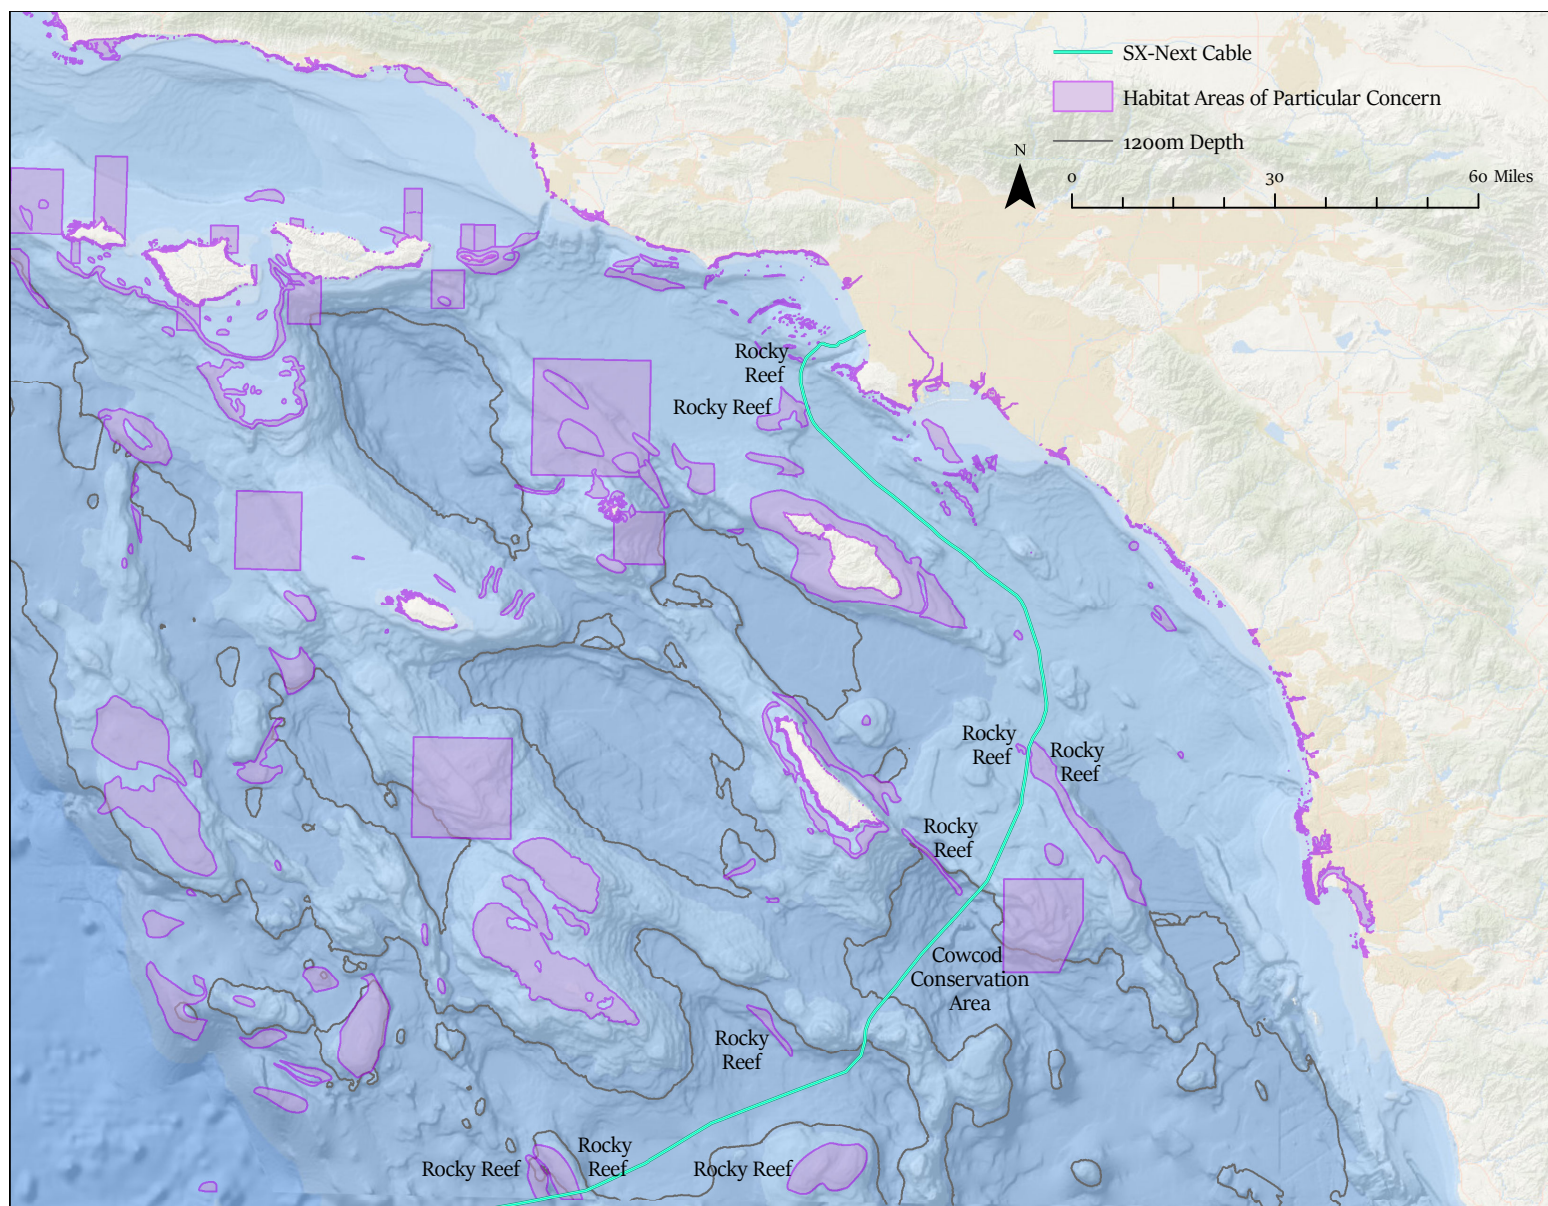 SX-Next Cable
Habitat Areas of Particular Concern
1200m Depth
N
0 30 60 Miles
Rocky
Reef
Rocky Reef
Rocky
Reef
Rocky
Reef
Rocky
Reef
Cowcod
Conservation
Area
Rocky
Reef
Rocky
Reef
Rocky Reef
Rocky Reef